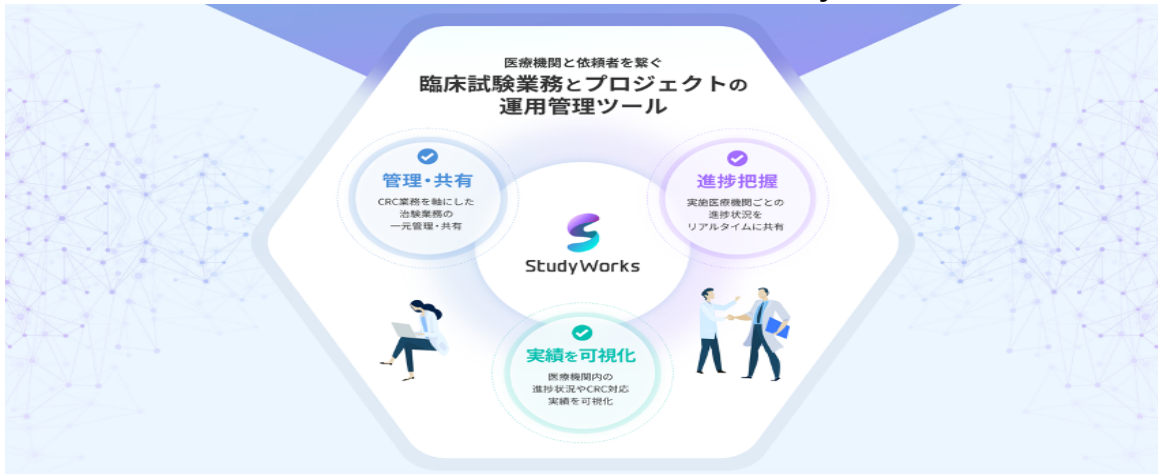 医療機関と依頼者を繋ぐ
臨床試験業務とプロジェクトの
運用管理ツール
管理・共有
CRC業務を軸にした
治験業務の
一元管理・共有
進捗把握
実施医療機関ごとの
進捗状況を
リアルタイムに共有
StudyWorks
実績を可視化
医療機関内の
進捗状況やCRC対応
実績を可視化